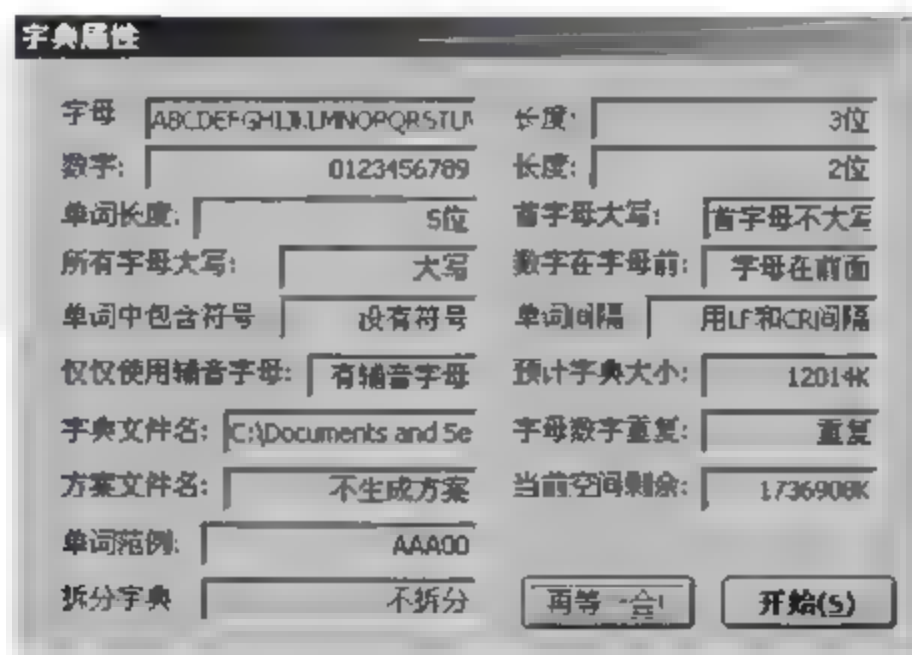 字典属性
字母 ABCDEFGHIJKLMNOPQRSTUV 长度: 3位
数字: 0123456789 长度: 2位
单词长度: 5位 首字母大写: 首字母不大写
所有字母大写: 大写 数字在字母前: 字母在前面
单词中包含符号 没有符号 单词间隔 用LF和CR间隔
仅仅使用辅音字母: 有辅音字母 预计字典大小: 12014K
字典文件名: C:\Documents and Se 字母数字重复: 重复
方案文件名: 不生成方案 当前空间剩余: 1736908K
单词范例: AAA00
拆分字典 不拆分 再等一会! 开始(S)